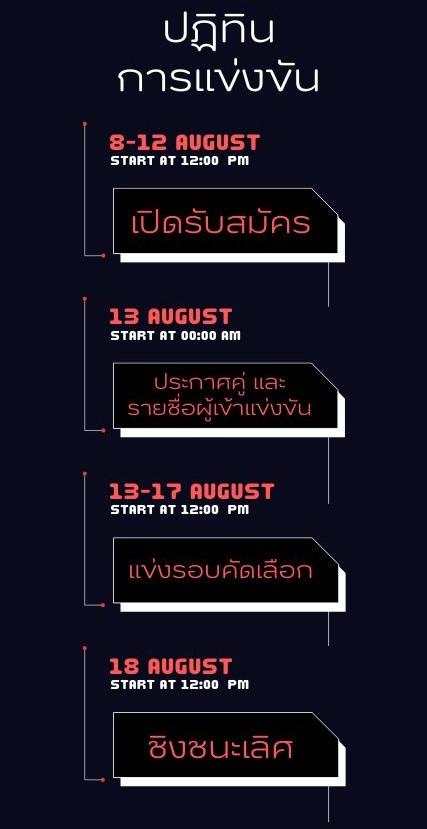 ปฏิทิน
การแข่งขัน
8-12 AUGUST
START AT 12:00 PM
เปิดรับสมัคร
13 AUGUST
START AT 00:00 AM
ประกาศคู่ และ
รายชื่อผู้เข้าแข่งขัน
13-17 AUGUST
START AT 12:00 PM
แข่งรอบคัดเลือก
18 AUGUST
START AT 12:00 PM
ชิงชนะเลิศ